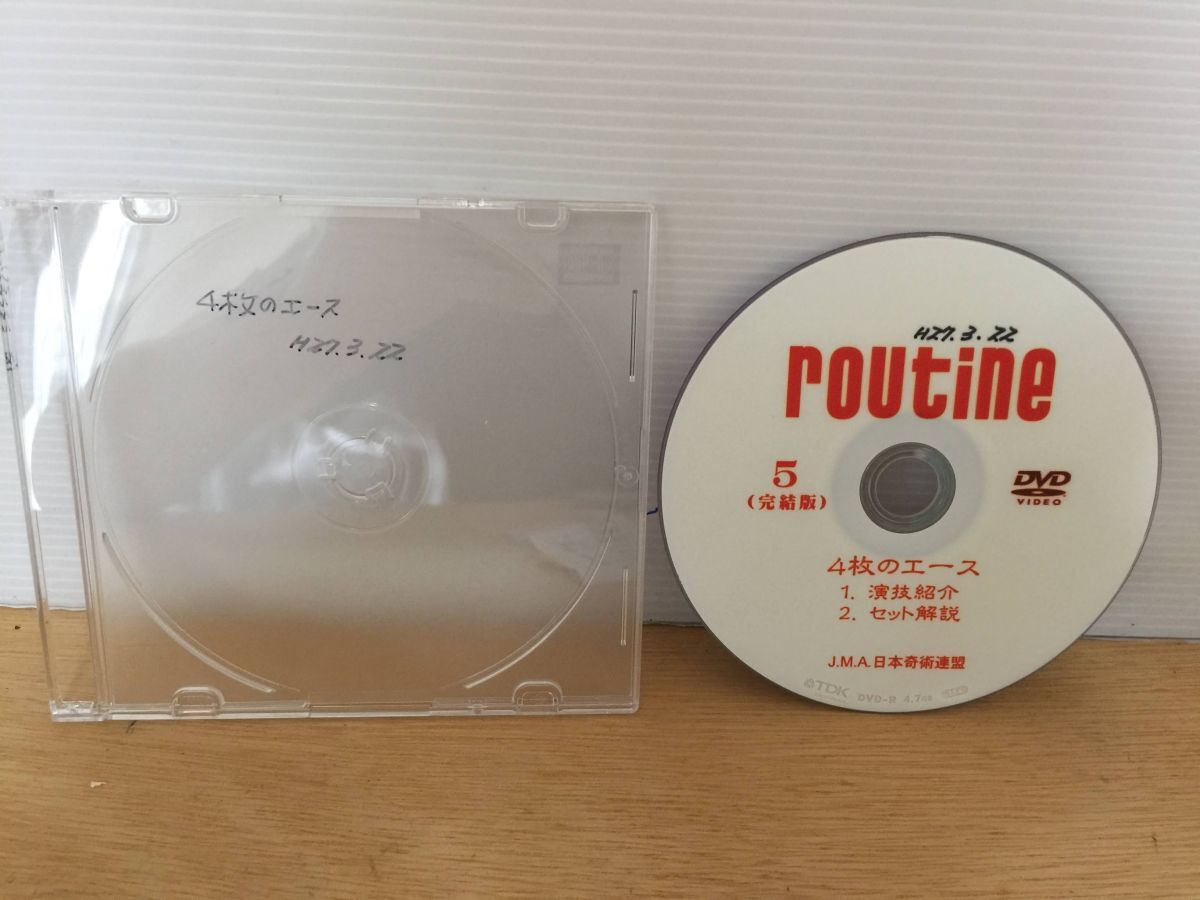 4枚のエース
H27.3.22
H27.3.22
routine
5
(完結版)
DVD
VIDEO
4枚のエース
1. 演技紹介
2. セット解説
J.M.A.日本奇術連盟
TDK
DVD-R 4.7GB